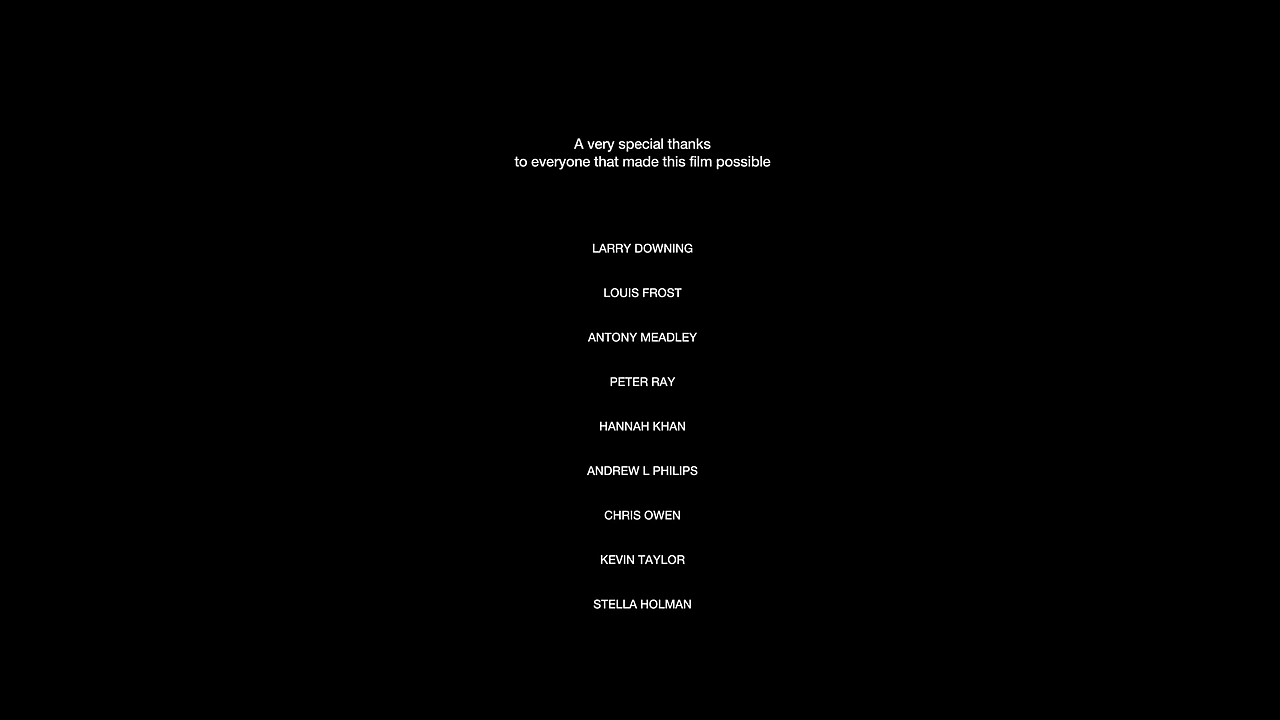 A very special thanks
to everyone that made this film possible
LARRY DOWNING
LOUIS FROST
ANTONY MEADLEY
PETER RAY
HANNAH KHAN
ANDREW L PHILIPS
CHRIS OWEN
KEVIN TAYLOR
STELLA HOLMAN